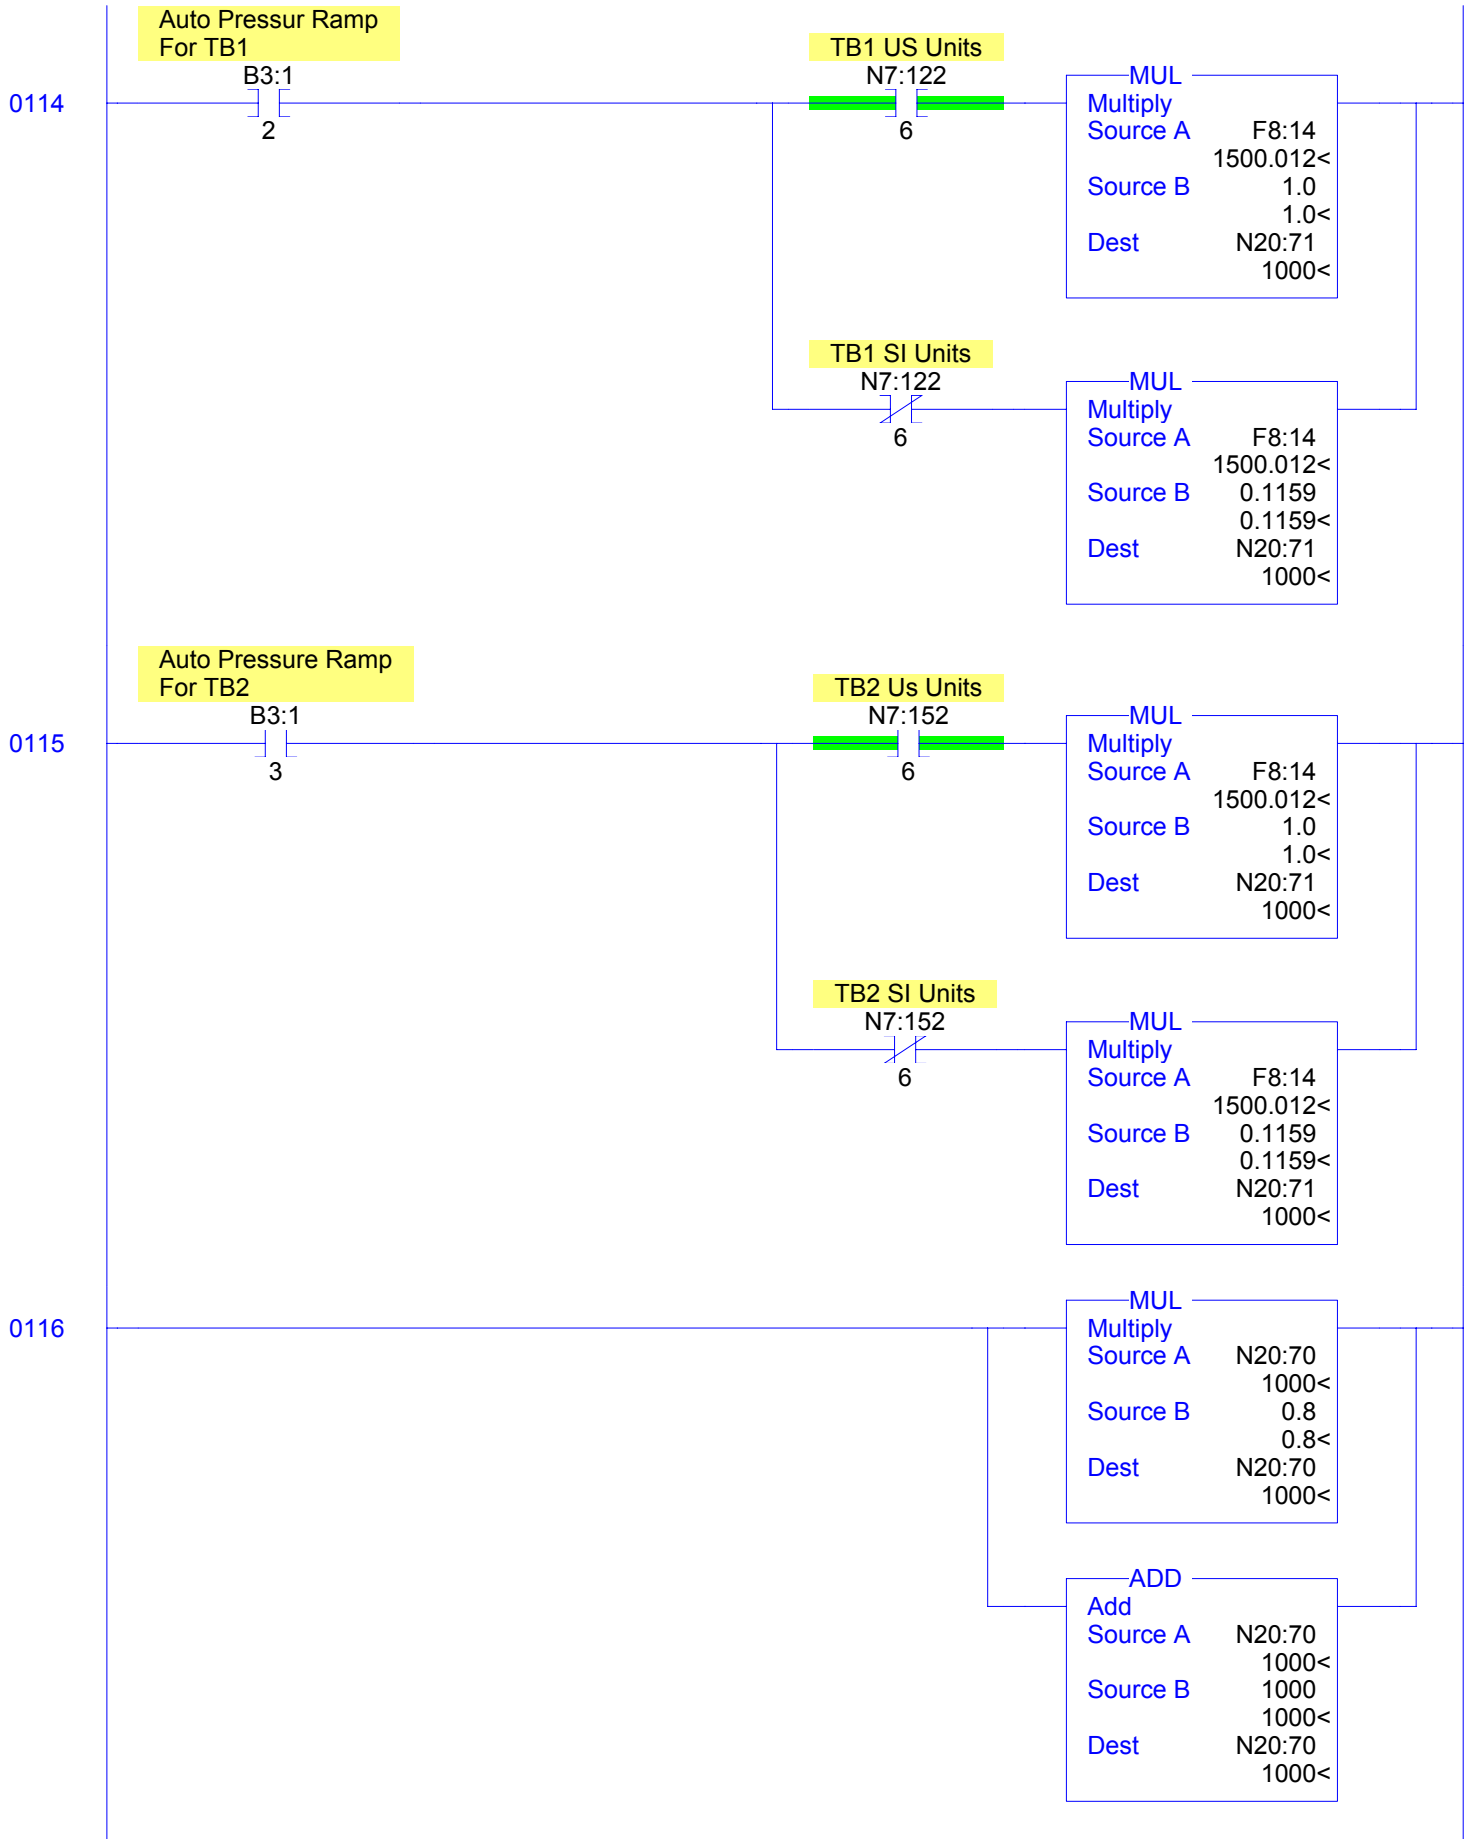 Auto Pressur Ramp
For TB1
B3:1
2
TB1 US Units
N7:122
6
0114
MUL
Multiply
Source A F8:14
1500.012<
Source B 1.0
1.0<
Dest N20:71
1000<
TB1 SI Units
N7:122
6
MUL
Multiply
Source A F8:14
1500.012<
Source B 0.1159
0.1159<
Dest N20:71
1000<
Auto Pressure Ramp
For TB2
B3:1
3
TB2 Us Units
N7:152
6
0115
MUL
Multiply
Source A F8:14
1500.012<
Source B 1.0
1.0<
Dest N20:71
1000<
TB2 SI Units
N7:152
6
MUL
Multiply
Source A F8:14
1500.012<
Source B 0.1159
0.1159<
Dest N20:71
1000<
0116
MUL
Multiply
Source A N20:70
1000<
Source B 0.8
0.8<
Dest N20:70
1000<
ADD
Add
Source A N20:70
1000<
Source B 1000
1000<
Dest N20:70
1000<